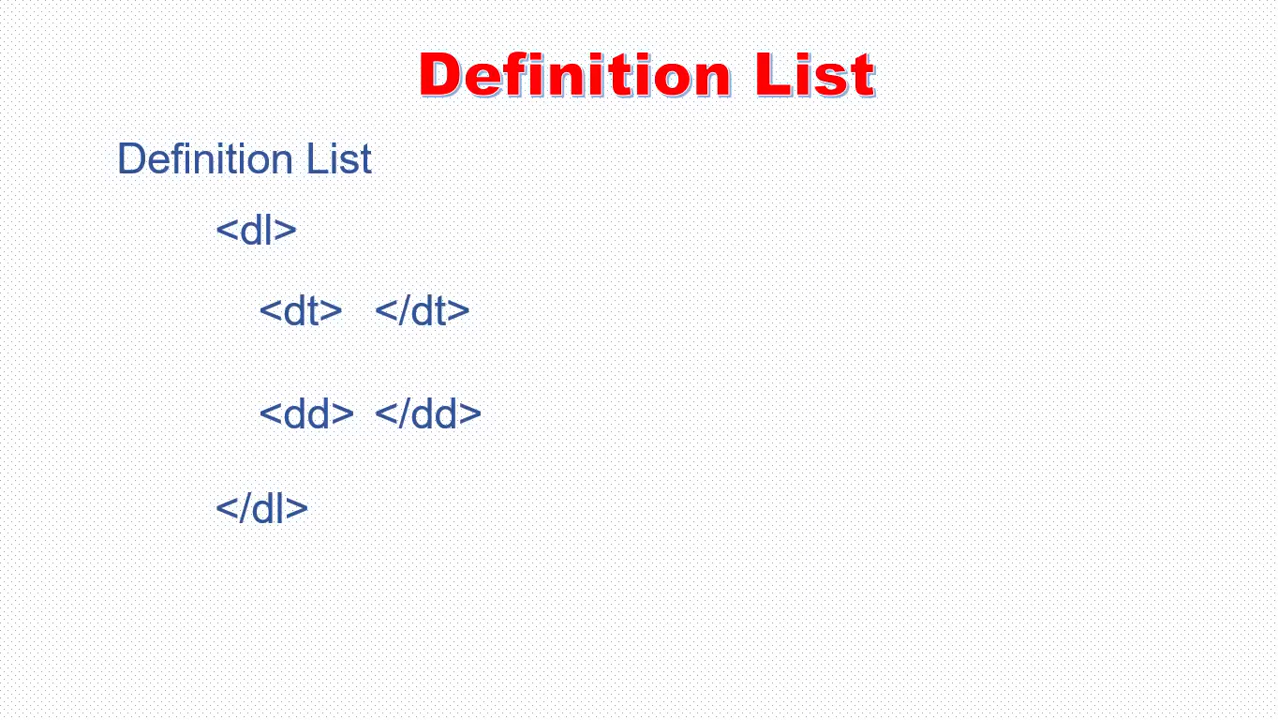 Definition List
Definition List
<dl>
<dt> </dt>
<dd> </dd>
</dl>